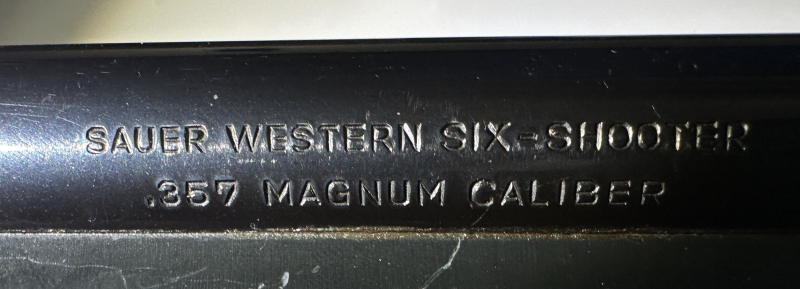 SAUER WESTERN SIX-SHOOTER
.357 MAGNUM CALIBER